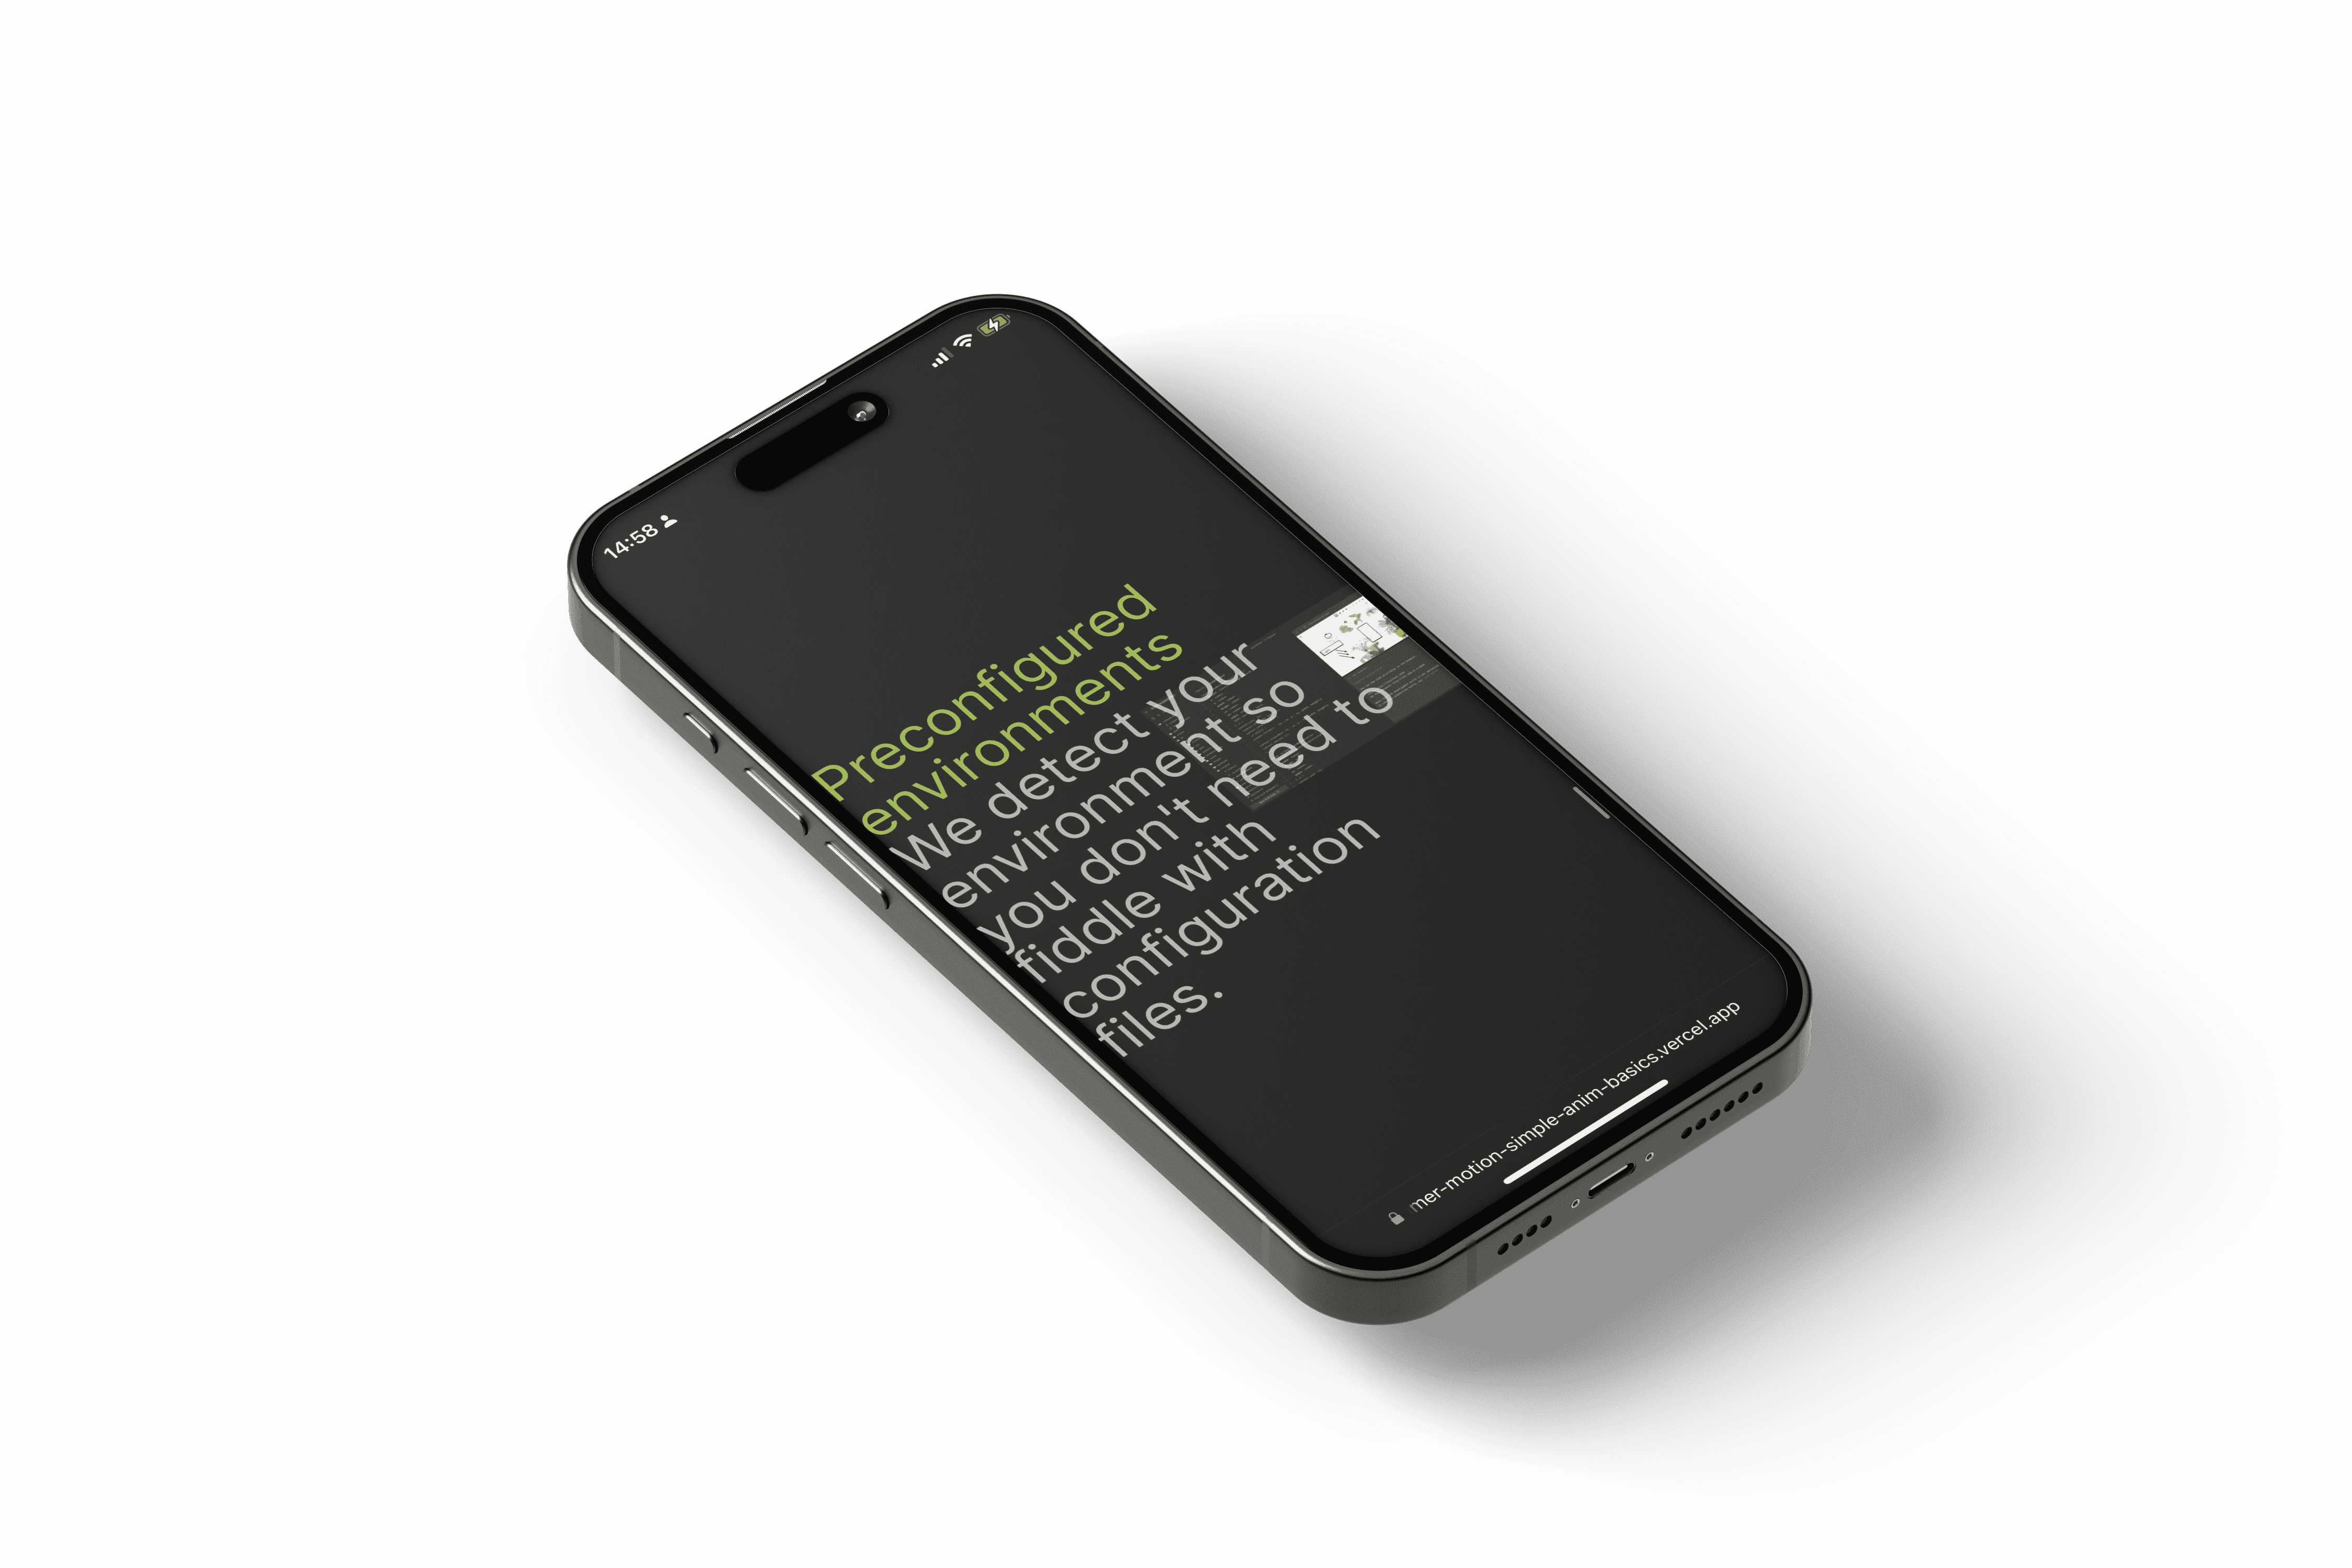 14:58
Preconfigured
environments
We detect your
environment so
you don't need to
fiddle with
configuration
files.
mer-motion-simple-anim-basics.vercel.app